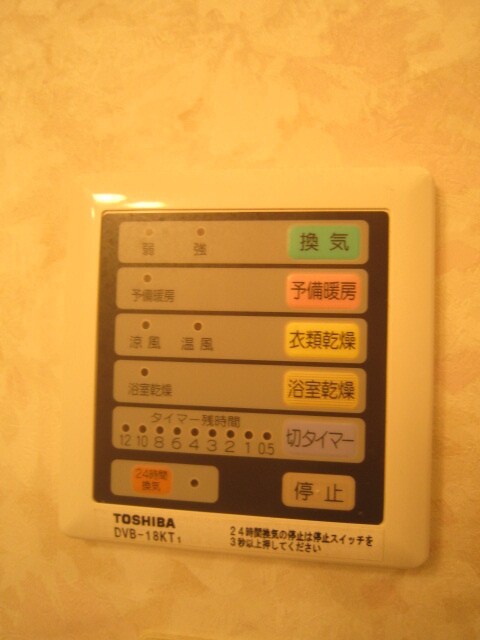 弱 強 換気
予備暖房 予備暖房
涼風 温風 衣類乾燥
浴室乾燥 浴室乾燥
タイマー残時間
12 10 8 6 4 3 2 1 0.5 切タイマー
24時間
換気
停止
TOSHIBA
DVB-18KT1
24時間換気の停止は停止スイッチを
3秒以上押してください